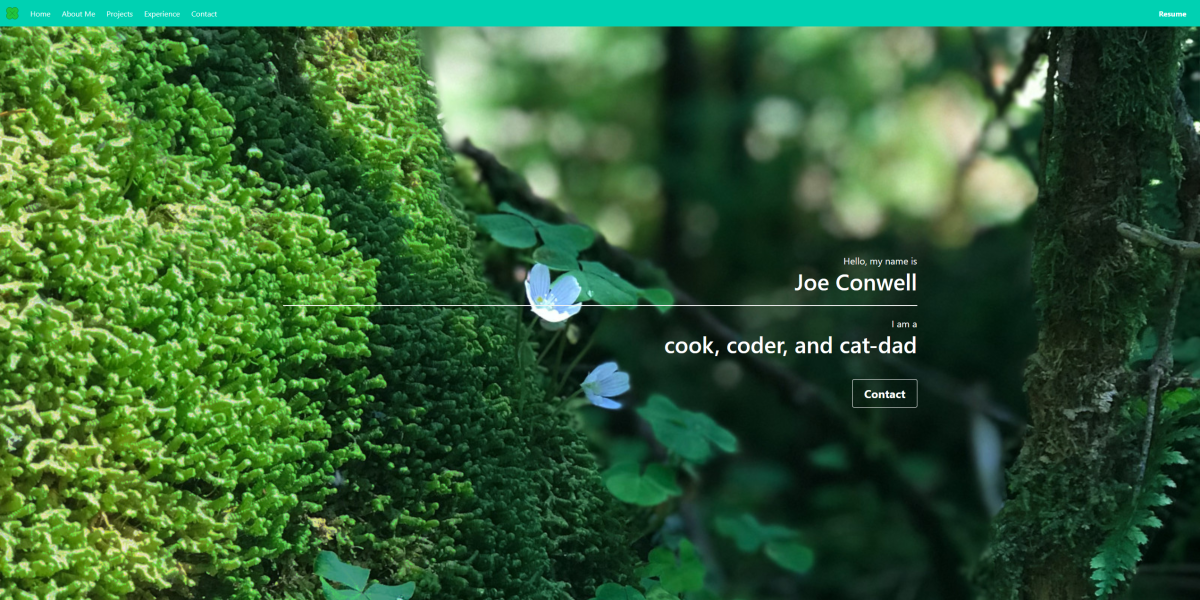 Home About Me Projects Experience Contact Resume
Hello, my name is
Joe Conwell
I am a
cook, coder, and cat-dad
Contact